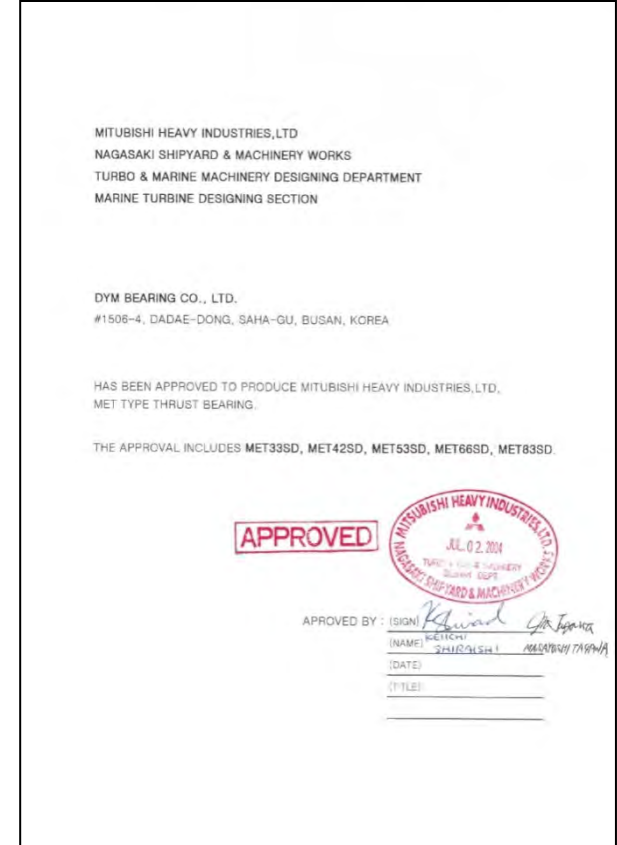 MITUBISHI HEAVY INDUSTRIES,LTD
NAGASAKI SHIPYARD & MACHINERY WORKS
TURBO & MARINE MACHINERY DESIGNING DEPARTMENT
MARINE TURBINE DESIGNING SECTION
DYM BEARING CO., LTD.
#1506-4, DADAE-DONG, SAHA-GU, BUSAN, KOREA
HAS BEEN APPROVED TO PRODUCE MITUBISHI HEAVY INDUSTRIES,LTD,
MET TYPE THRUST BEARING.
THE APPROVAL INCLUDES MET33SD, MET42SD, MET53SD, MET66SD, MET83SD.
APPROVED
MITSUBISHI HEAVY INDUSTRIES, LTD.
JUL. 02. 2004
NAGASAKI SHIPYARD & MACHINERY WORKS
APROVED BY : (SIGN)
(NAME) KEIICHI
SHIRAISHI
(DATE)
(TITLE)